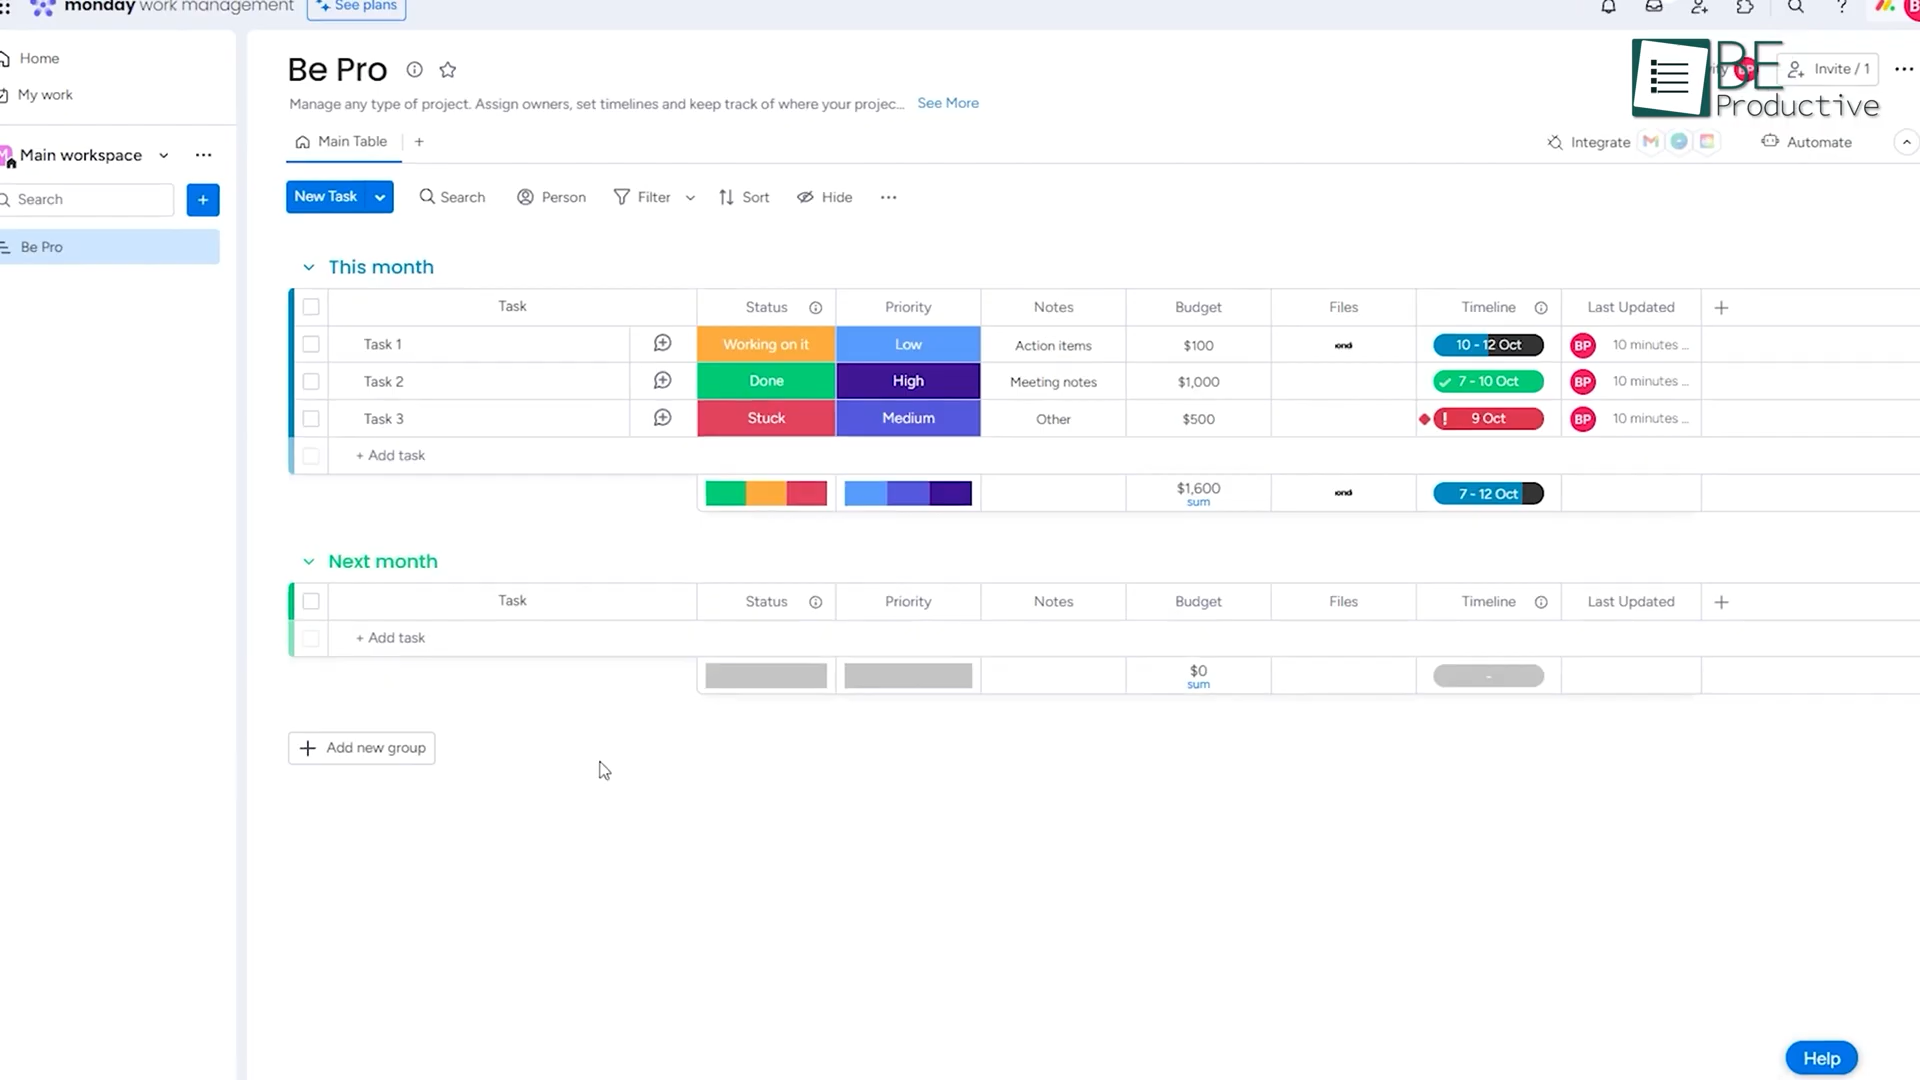 monday work management
See plans
Home
My work
Main workspace
Search
Be Pro
Be Pro
Manage any type of project. Assign owners, set timelines and keep track of where your projec...
See More
Invite / 1
BE
Productive
Main Table
Integrate
Automate
New Task
Search
Person
Filter
Sort
Hide
This month
Task Status Priority Notes Budget Files Timeline Last Updated
Task 1 Working on it Low Action items $100 10 - 12 Oct BP 10 minutes ...
Task 2 Done High Meeting notes $1,000 7 - 10 Oct BP 10 minutes ...
Task 3 Stuck Medium Other $500 ! 9 Oct BP 10 minutes ...
+ Add task
$1,600 7 - 12 Oct
sum
Next month
Task Status Priority Notes Budget Files Timeline Last Updated
+ Add task
$0 -
sum
+ Add new group
Help